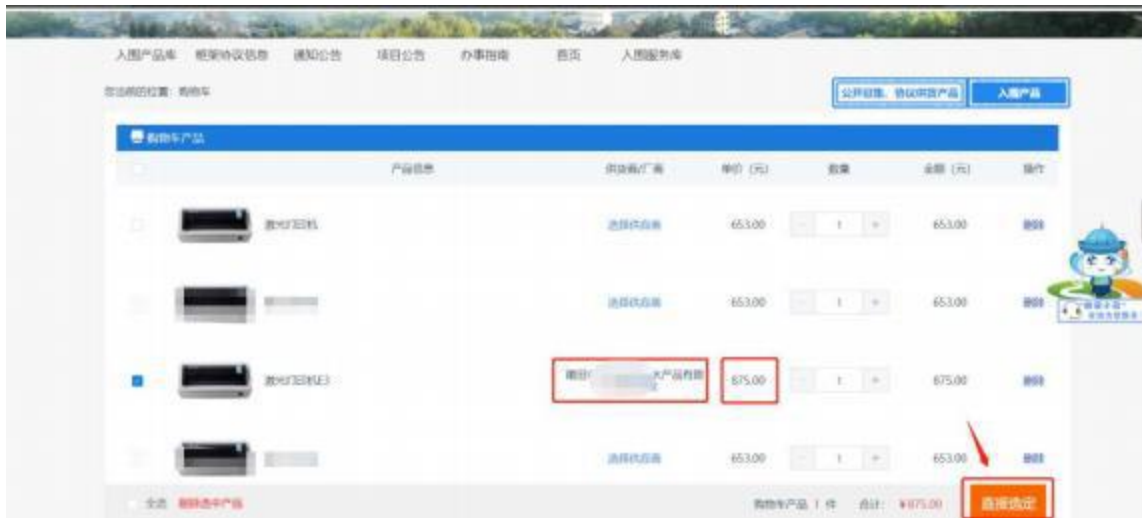 入围产品库 框架协议信息 通知公告 项目公告 办事指南 首页 入围服务库
您当前的位置: 购物车
公开征集、协议供货产品 入围产品
购物车产品
产品信息 供货商/厂商 单价 (元) 数量 金额 (元) 操作
激光打印机 选择供应商 653.00 - 1 + 653.00 删除
选择供应商 653.00 - 1 + 653.00 删除
激光打印机E3 大产品有限 875.00 - 1 + 875.00 删除
选择供应商 653.00 - 1 + 653.00 删除
全选 删除选中产品 购物车产品 1 件 合计: ¥875.00 直接选定